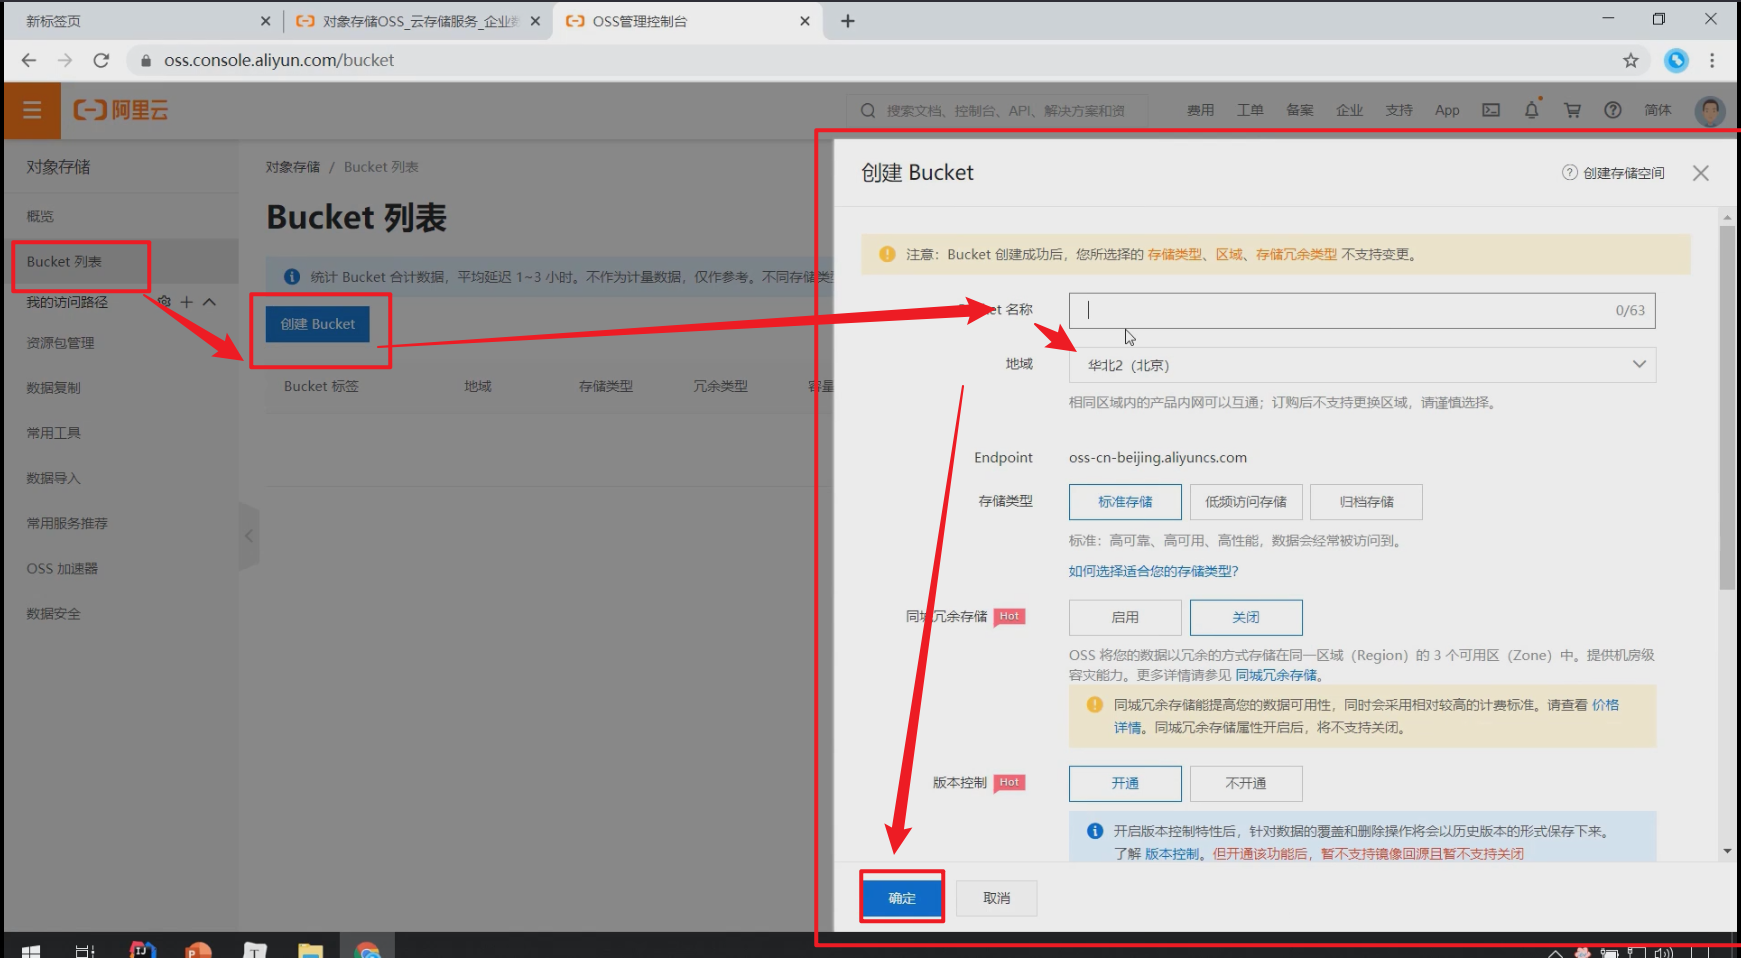 新标签页
对象存储OSS_云存储服务_企业
OSS管理控制台
oss.console.aliyun.com/bucket
阿里云
搜索文档、控制台、API、解决方案和资
费用
工单
备案
企业
支持
App
简体
对象存储
概览
Bucket 列表
我的访问路径
资源包管理
数据复制
常用工具
数据导入
常用服务推荐
OSS 加速器
数据安全
对象存储 / Bucket 列表
Bucket 列表
统计 Bucket 合计数据，平均延迟 1~3 小时。不作为计量数据，仅作参考。不同存储类
创建 Bucket
Bucket 标签
地域
存储类型
冗余类型
容量
创建 Bucket
创建存储空间
注意：Bucket 创建成功后，您所选择的 存储类型、区域、存储冗余类型 不支持变更。
et 名称
0/63
地域
华北2（北京）
相同区域内的产品内网可以互通；订购后不支持更换区域，请谨慎选择。
Endpoint
oss-cn-beijing.aliyuncs.com
存储类型
标准存储
低频访问存储
归档存储
标准：高可靠、高可用、高性能，数据会经常被访问到。
如何选择适合您的存储类型?
同城冗余存储 Hot
启用
关闭
OSS 将您的数据以冗余的方式存储在同一区域（Region）的 3 个可用区（Zone）中。提供机房级
容灾能力。更多详情请参见 同城冗余存储。
同城冗余存储能提高您的数据可用性，同时会采用相对较高的计费标准。请查看 价格
详情。同城冗余存储属性开启后，将不支持关闭。
版本控制 Hot
开通
不开通
开启版本控制特性后，针对数据的覆盖和删除操作将会以历史版本的形式保存下来。
了解 版本控制。但开通该功能后，暂不支持镜像回源且暂不支持关闭
确定
取消